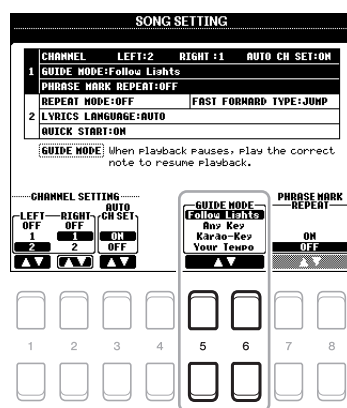 SONG SETTING
CHANNEL LEFT:2 RIGHT:1 AUTO CH SET:ON
1 GUIDE MODE:Follow Lights
PHRASE MARK REPEAT:OFF
REPEAT MODE:OFF FAST FORWARD TYPE:JUMP
2 LYRICS LANGUAGE:AUTO
QUICK START:ON
GUIDE MODE When playback pauses, play the correct
note to resume playback.
CHANNEL SETTING
LEFT RIGHT AUTO CH SET
OFF OFF
1 1 ON
2 2 OFF
GUIDE MODE
Follow Lights
Any Key
Karao-Key
Your Tempo
PHRASE MARK
REPEAT
ON
OFF
1 2 3 4 5 6 7 8